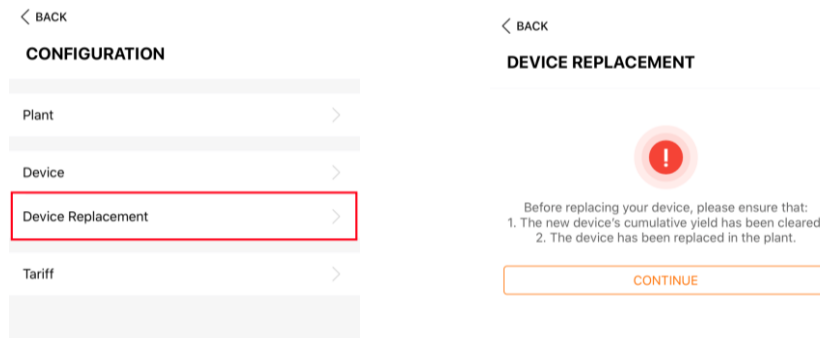 BACK
CONFIGURATION
Plant
Device
Device Replacement
Tariff
BACK
DEVICE REPLACEMENT
!
Before replacing your device, please ensure that:
1. The new device's cumulative yield has been cleared
2. The device has been replaced in the plant.
CONTINUE